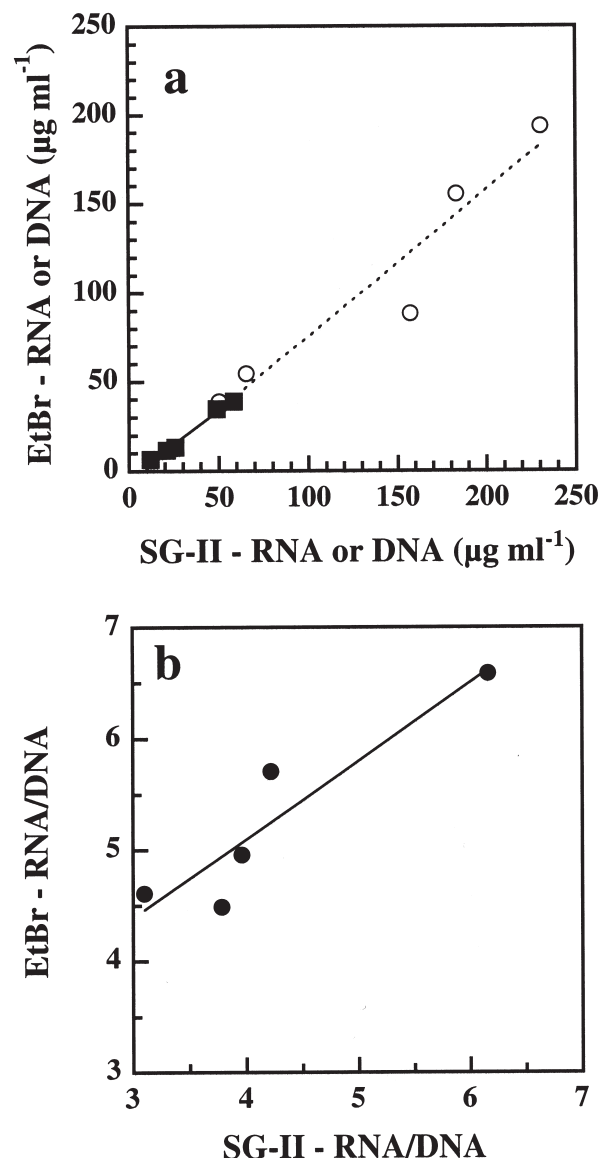 250
200
150
100
50
0
EtBr - RNA or DNA (µg ml-1)
a
0 50 100 150 200 250
SG-II - RNA or DNA (µg ml-1)
7
6
5
4
3
EtBr - RNA/DNA
b
3 4 5 6 7
SG-II - RNA/DNA